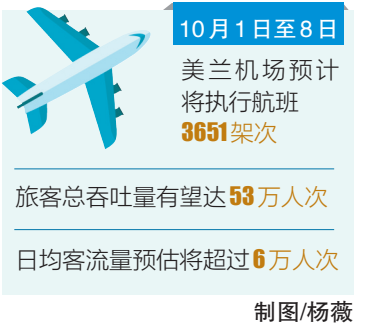 10月1日至8日
美兰机场预计
将执行航班
3651架次
旅客总吞吐量有望达53万人次
日均客流量预估将超过6万人次
制图/杨薇